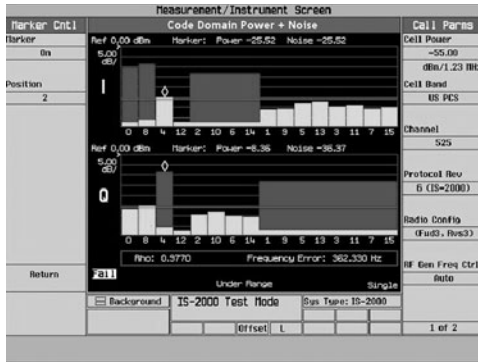 Measurement/Instrument Screen
Marker Cntl
Code Domain Power + Noise
Call Parms
Marker
On
Position
2
Return
Ref 0.00 dBm Marker: Power -25.52 Noise -25.52
5.00
dB/
I
0 8 4 12 2 10 6 14 1 9 5 13 3 11 7 15
Ref 0.00 dBm Marker: Power -8.36 Noise -36.37
5.00
dB/
Q
0 8 4 12 2 10 6 14 1 9 5 13 3 11 7 15
Rho: 0.9770 Frequency Error: 362.330 Hz
Fail
Under Range
Single
Background
IS-2000 Test Mode
Sys Type: IS-2000
Offset L
Cell Power
-55.00
dBm/1.23 MHz
Cell Band
US PCS
Channel
525
Protocol Rev
6 (IS-2000)
Radio Config
(Fwd3, Rvs3)
RF Gen Freq Ctrl
Auto
1 of 2